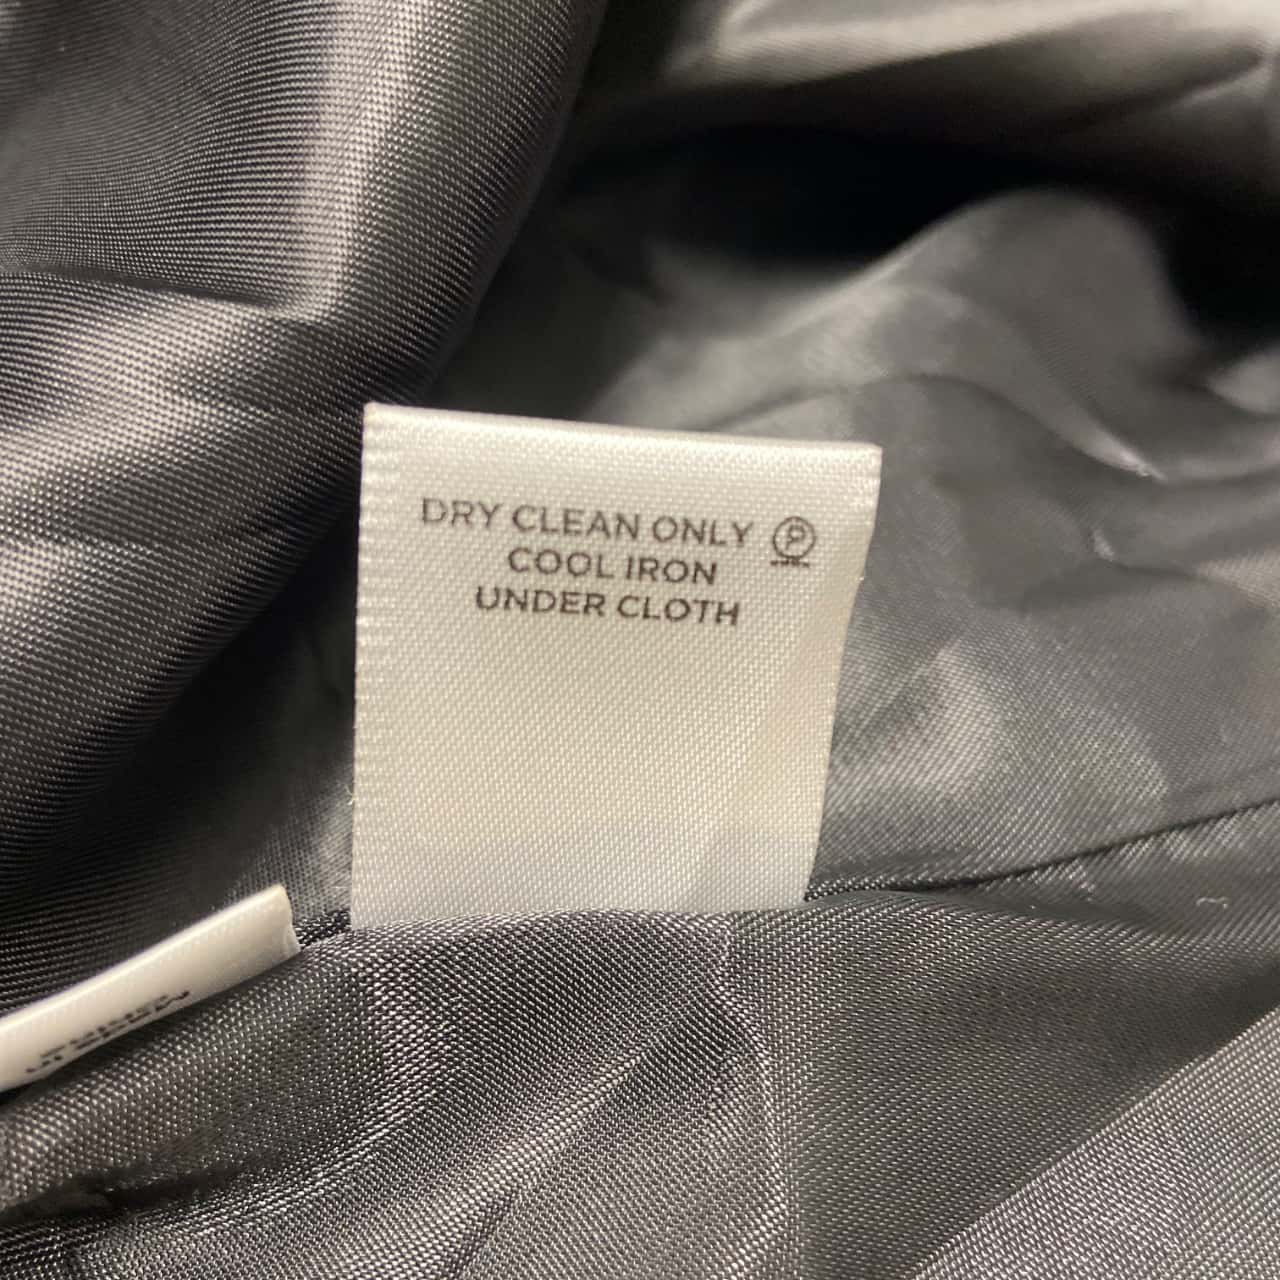 DRY CLEAN ONLY Ⓟ
COOL IRON
UNDER CLOTH